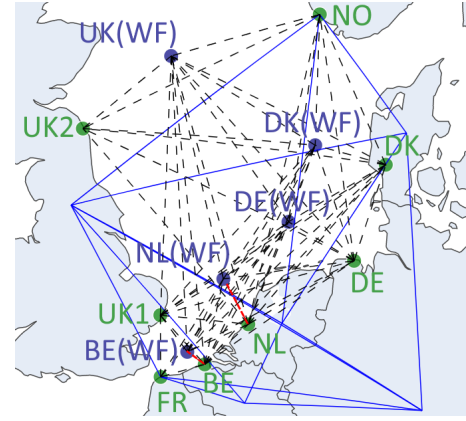 NO
UK(WF)
UK2
DK(WF)
DK
DE(WF)
NL(WF)
DE
UK1
NL
BE(WF)
BE
FR